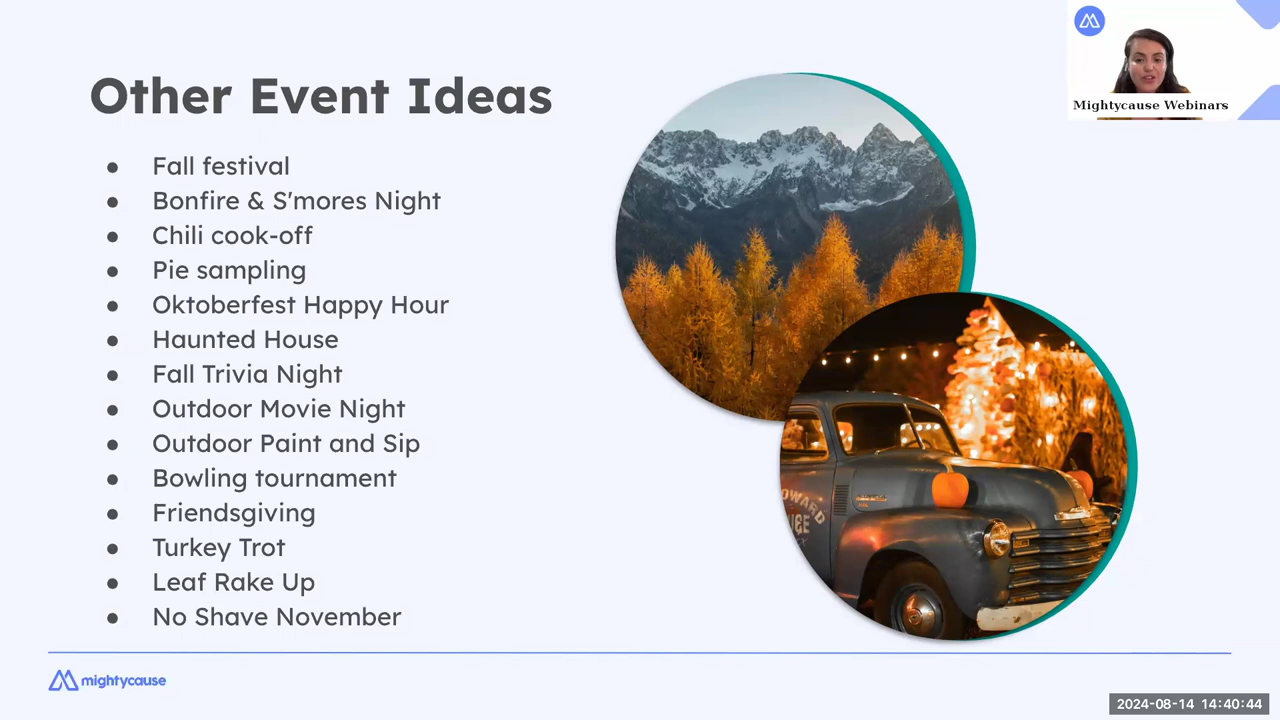 Other Event Ideas
● Fall festival
● Bonfire & S'mores Night
● Chili cook-off
● Pie sampling
● Oktoberfest Happy Hour
● Haunted House
● Fall Trivia Night
● Outdoor Movie Night
● Outdoor Paint and Sip
● Bowling tournament
● Friendsgiving
● Turkey Trot
● Leaf Rake Up
● No Shave November
Mightycause Webinars
mightycause
2024-08-14 14:40:44